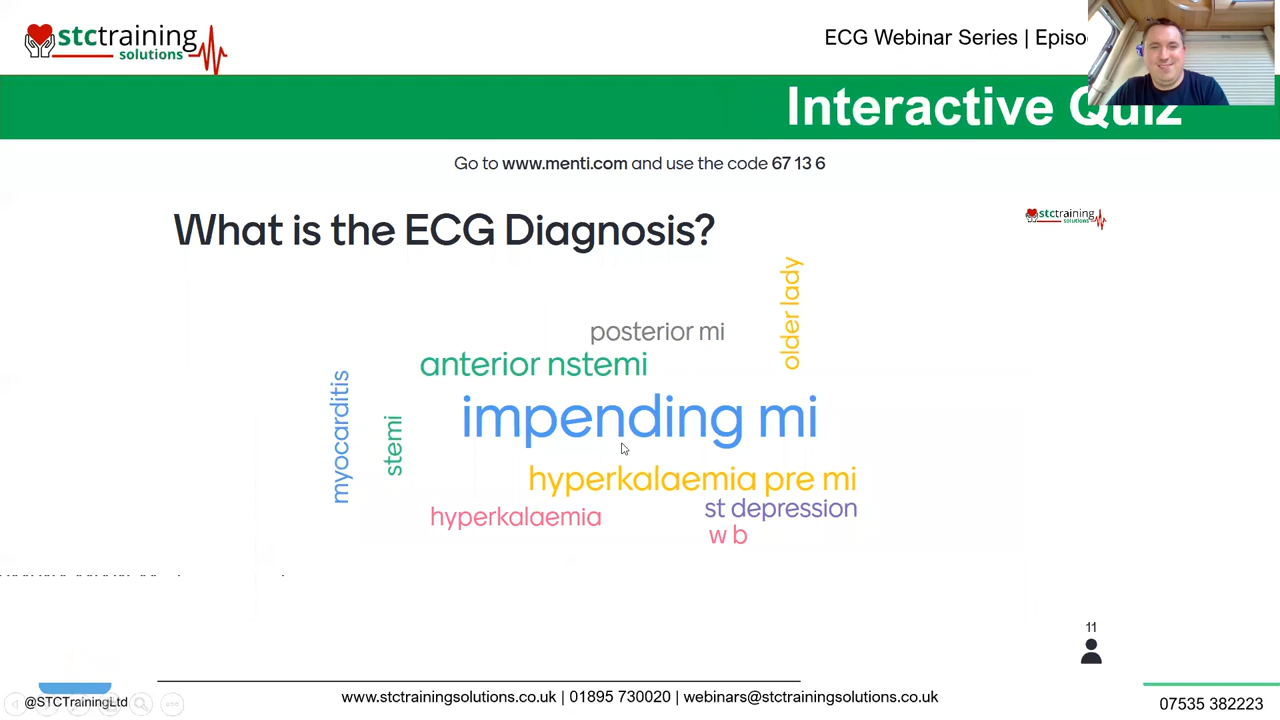 stctraining
solutions
ECG Webinar Series |
Interactive Quiz
Go to www.menti.com and use the code 67 13 6
What is the ECG Diagnosis?
stctraining
solutions
older lady
posterior mi
anterior nstemi
myocarditis
stemi
impending mi
hyperkalaemia pre mi
st depression
hyperkalaemia
w b
11
@STCTrainingLtd
www.stctrainingsolutions.co.uk | 01895 730020 | webinars@stctrainingsolutions.co.uk
07535 382223